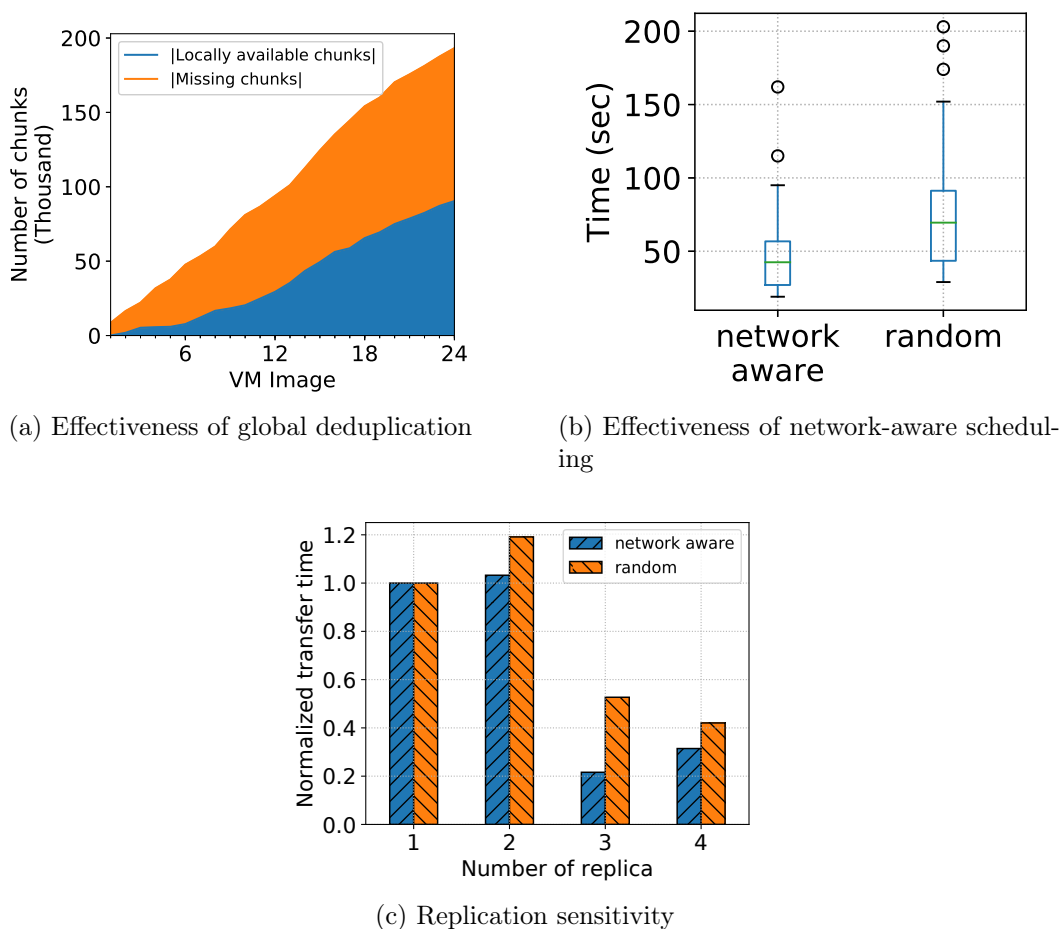 200
150
100
50
0
Number of chunks
(Thousand)
|Locally available chunks|
|Missing chunks|
6
12
18
24
VM Image
(a) Effectiveness of global deduplication
200
150
100
50
Time (sec)
network
aware
random
(b) Effectiveness of network-aware schedul-
ing
1.2
1.0
0.8
0.6
0.4
0.2
0.0
Normalized transfer time
network aware
random
1
2
3
4
Number of replica
(c) Replication sensitivity